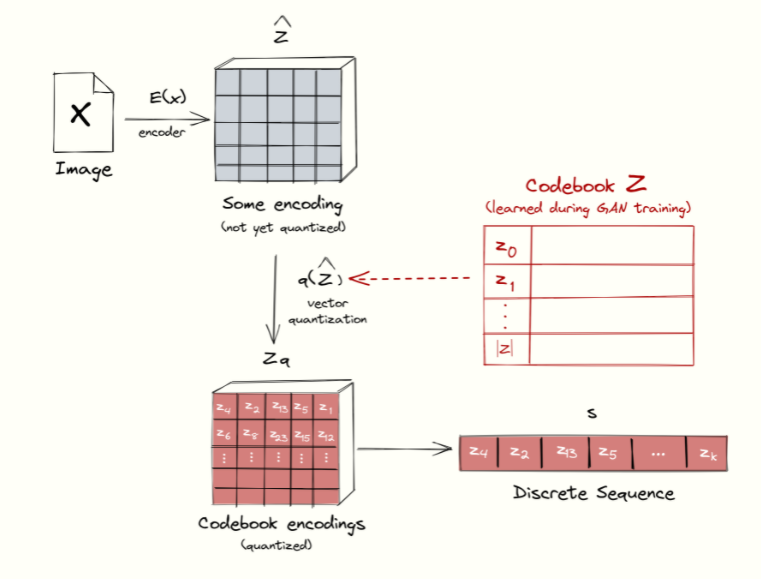 Ẑ
X
E(x)
encoder
Image
Some encoding
(not yet quantized)
Codebook Z
(learned during GAN training)
z0
z1
⋮
|z|
q(Ẑ)
vector
quantization
Zq
z4 z2 z13 z5 z1
z6 z8 z23 z15 z12
⋮ ⋮ ⋮ ⋮ ⋮
Codebook encodings
(quantized)
s
z4 z2 z13 z5 ... zk
Discrete Sequence